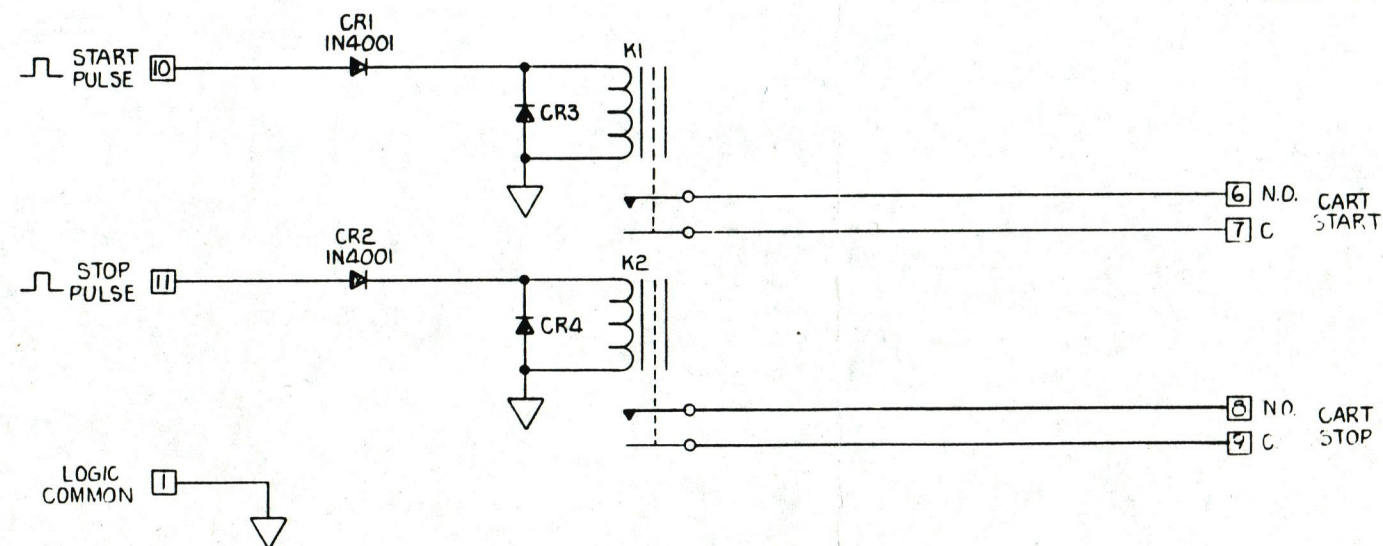 CR1
1N4001
START
PULSE
10
K1
CR3
6 N.O.
7 C
CART
START
CR2
1N4001
STOP
PULSE
11
K2
CR4
8 N.O.
9 C.
CART
STOP
LOGIC
COMMON
1